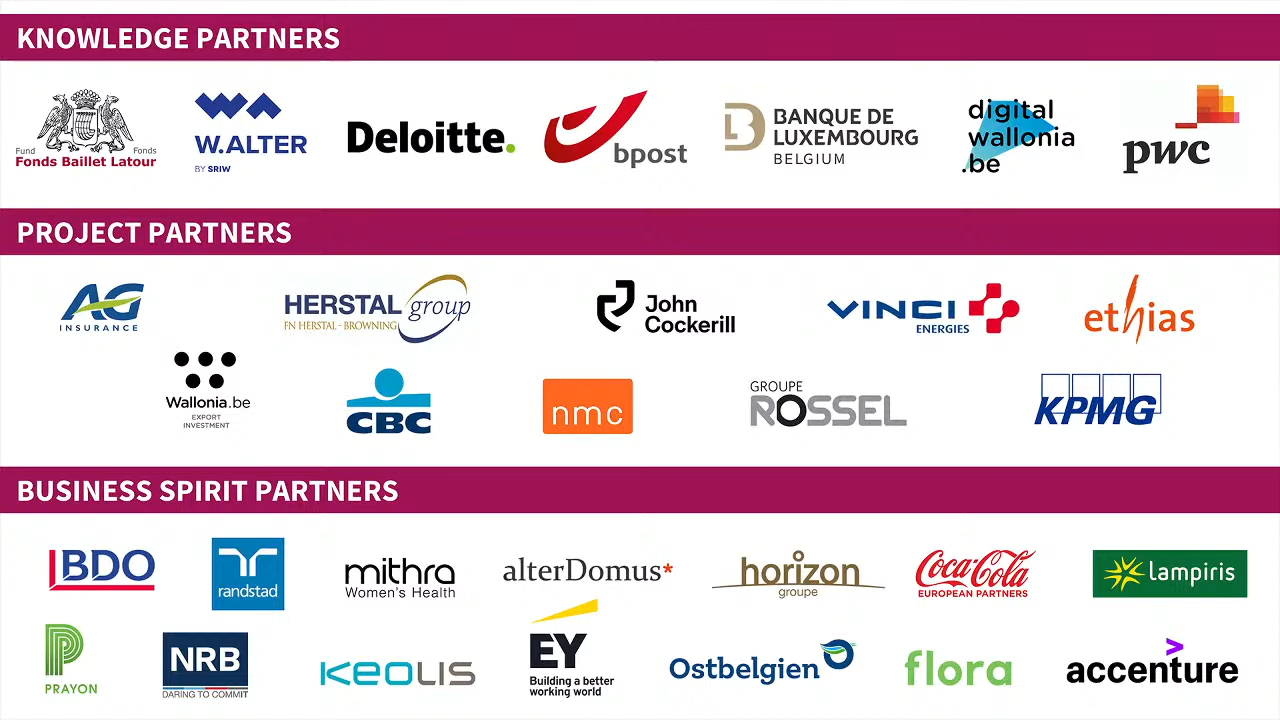 KNOWLEDGE PARTNERS
Fund Fonds
Fonds Baillet Latour
W.ALTER
BY SRIW
Deloitte.
bpost
BANQUE DE
LUXEMBOURG
BELGIUM
digital
wallonia
.be
pwc
PROJECT PARTNERS
AG
INSURANCE
HERSTAL group
FN HERSTAL - BROWNING
John
Cockerill
VINCI
ENERGIES
ethias
Wallonia.be
EXPORT
INVESTMENT
CBC
nmc
GROUPE
ROSSEL
KPMG
BUSINESS SPIRIT PARTNERS
BDO
randstad
mithra
Women's Health
alterDomus*
horizon
groupe
Coca-Cola
EUROPEAN PARTNERS
lampiris
PRAYON
NRB
DARING TO COMMIT
KEOLIS
EY
Building a better
working world
Ostbelgien
flora
accenture